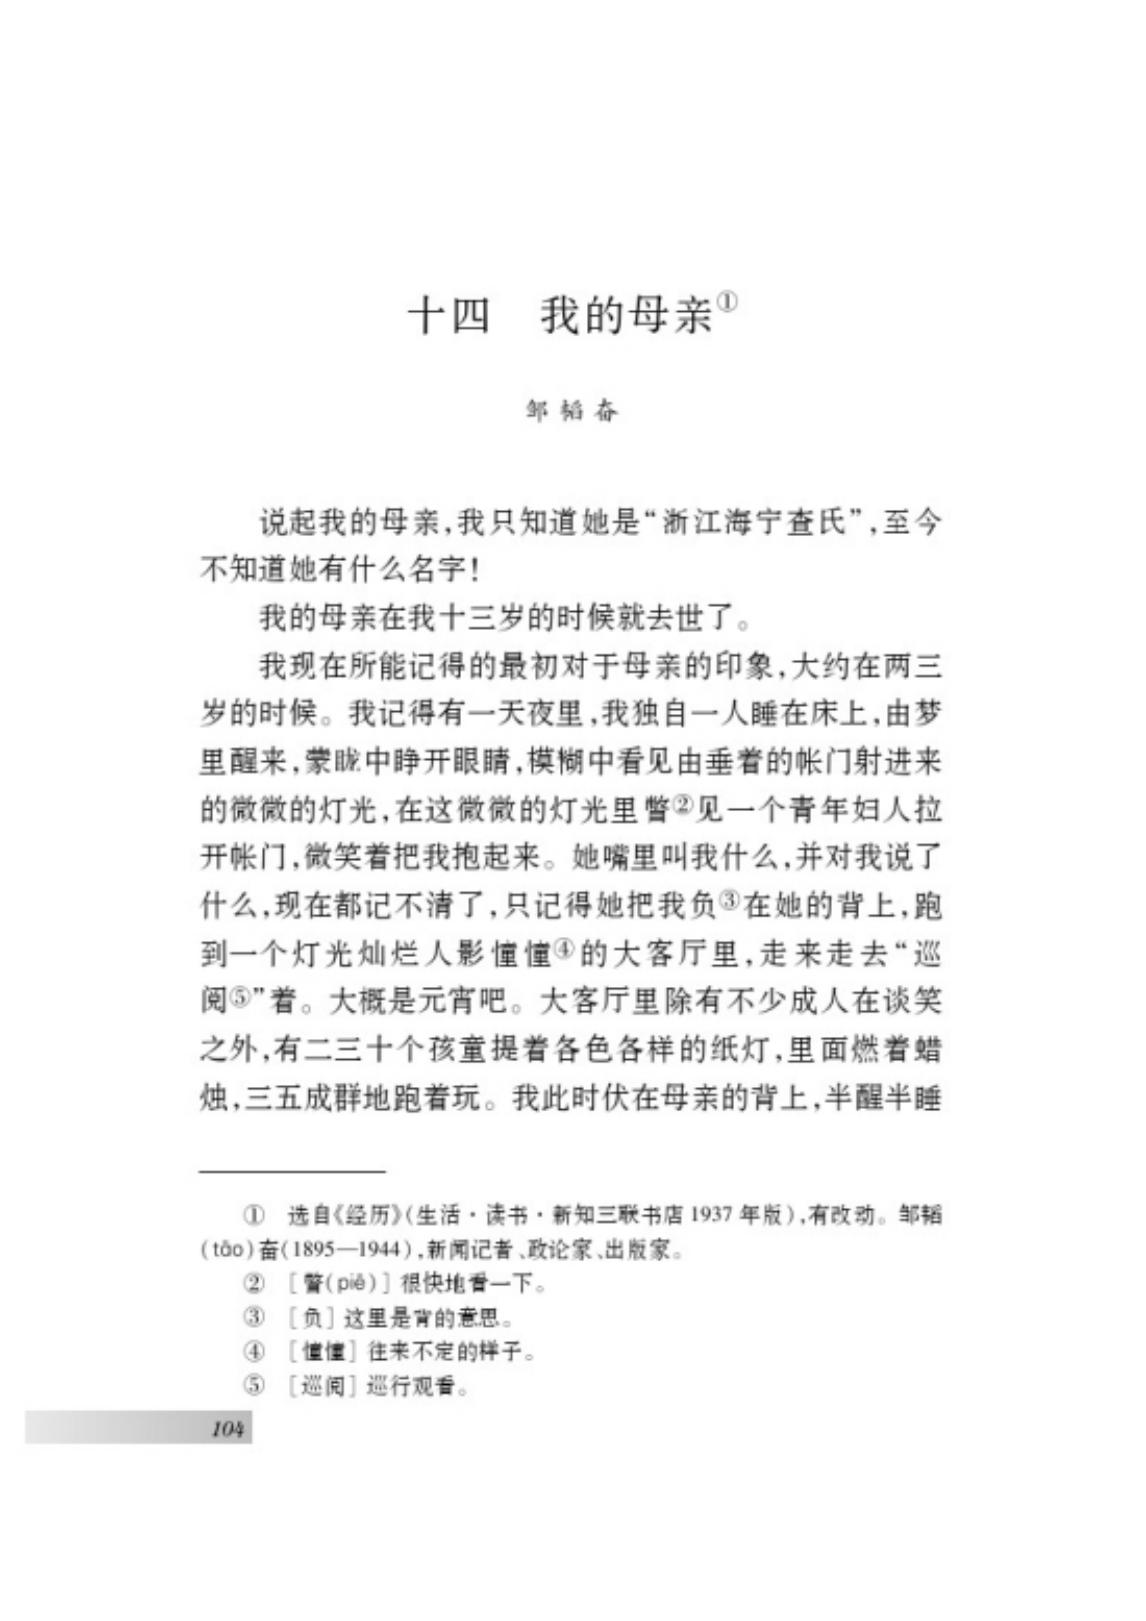 十四　我的母亲①
邹韬奋
说起我的母亲,我只知道她是“浙江海宁查氏”,至今
不知道她有什么名字!
我的母亲在我十三岁的时候就去世了。
我现在所能记得的最初对于母亲的印象,大约在两三
岁的时候。我记得有一天夜里,我独自一人睡在床上,由梦
里醒来,蒙眬中睁开眼睛,模糊中看见由垂着的帐门射进来
的微微的灯光,在这微微的灯光里瞥②见一个青年妇人拉
开帐门,微笑着把我抱起来。她嘴里叫我什么,并对我说了
什么,现在都记不清了,只记得她把我负③在她的背上,跑
到一个灯光灿烂人影憧憧④的大客厅里,走来走去“巡
阅⑤”着。大概是元宵吧。大客厅里除有不少成人在谈笑
之外,有二三十个孩童提着各色各样的纸灯,里面燃着蜡
烛,三五成群地跑着玩。我此时伏在母亲的背上,半醒半睡
①　选自《经历》(生活·读书·新知三联书店1937年版),有改动。邹韬
(tāo)奋(1895—1944),新闻记者、政论家、出版家。
②　[瞥(piē)]很快地看一下。
③　[负]这里是背的意思。
④　[憧憧]往来不定的样子。
⑤　[巡阅]巡行观看。
104